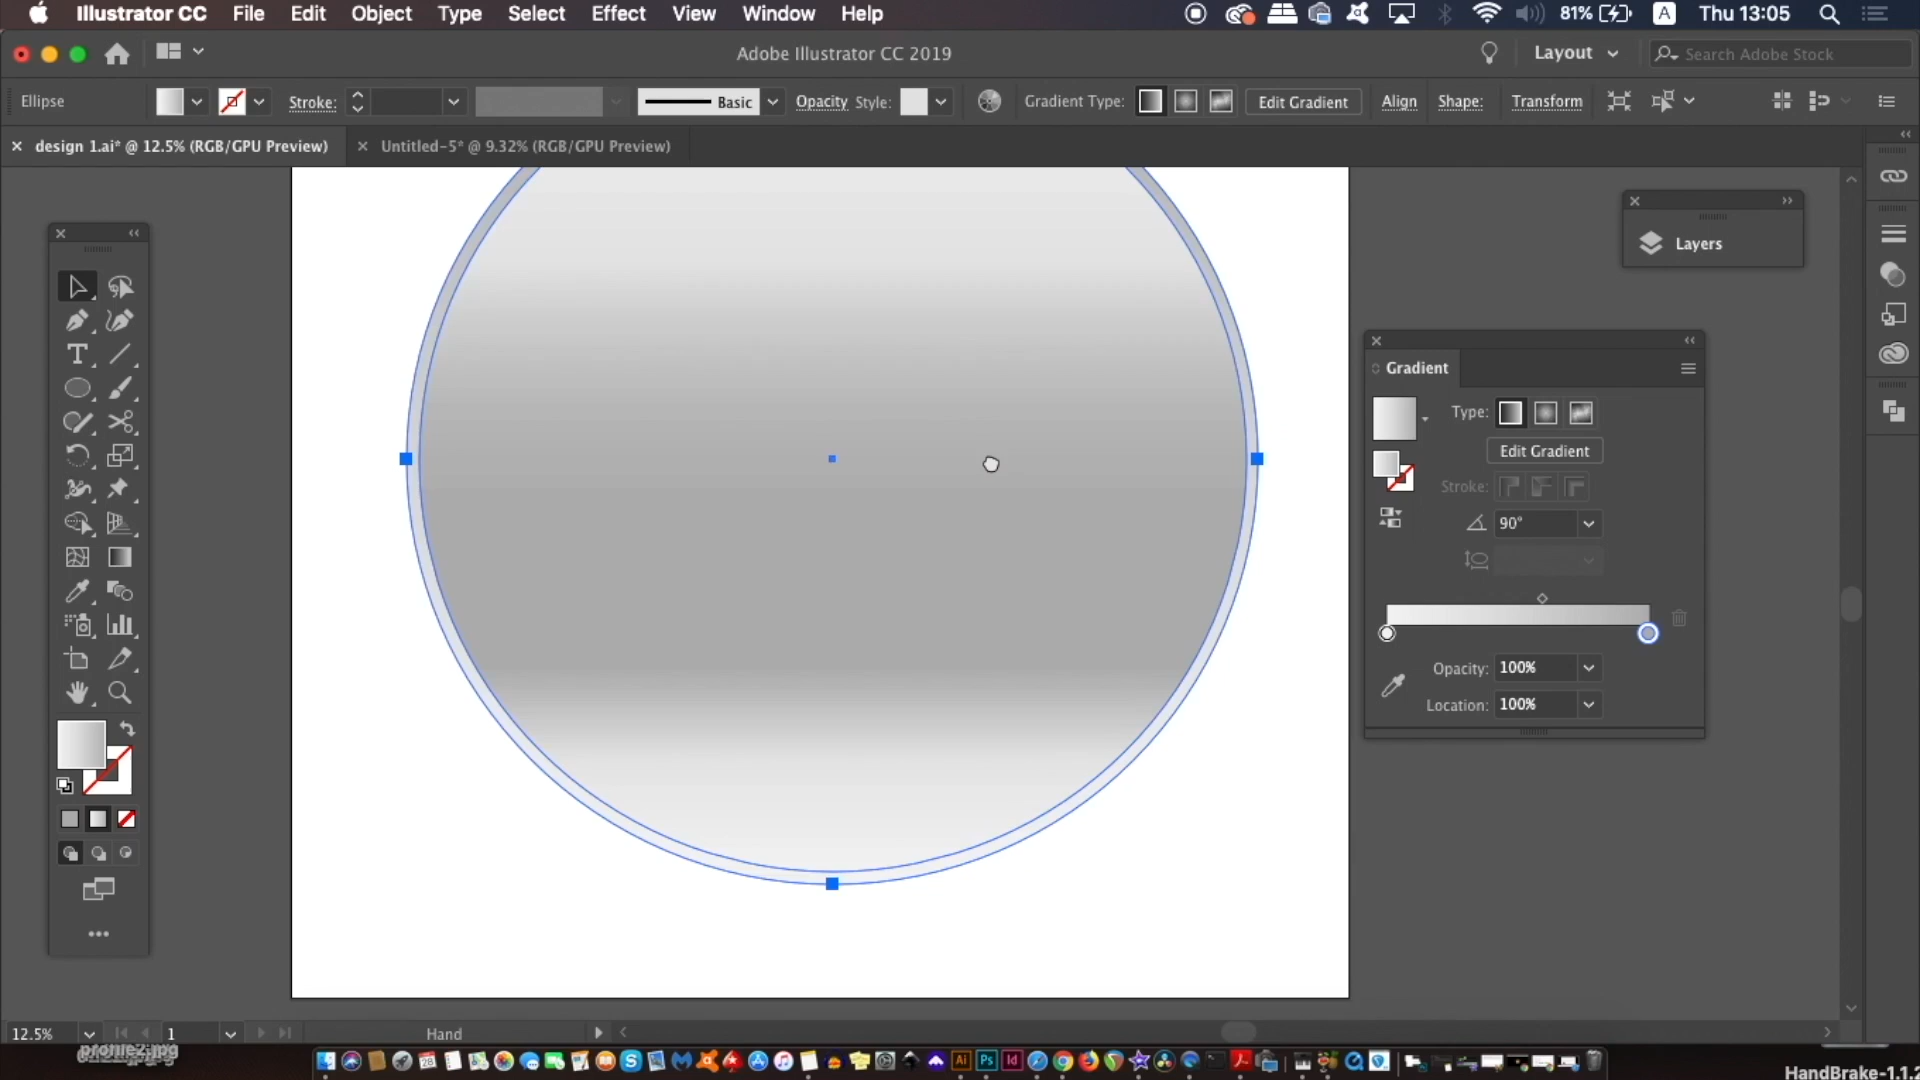 Illustrator CC File Edit Object Type Select Effect View Window Help 81% A Thu 13:05
Adobe Illustrator CC 2019 Layout Search Adobe Stock
Ellipse Stroke: Basic Opacity Style: Gradient Type: Edit Gradient Align Shape: Transform
design 1.ai* @ 12.5% (RGB/GPU Preview) Untitled-5* @ 9.32% (RGB/GPU Preview)
Layers
Gradient
Type:
Edit Gradient
Stroke:
90°
Opacity: 100%
Location: 100%
12.5% 1 Hand
Ai Ps Id
HandBrake-1.1.2